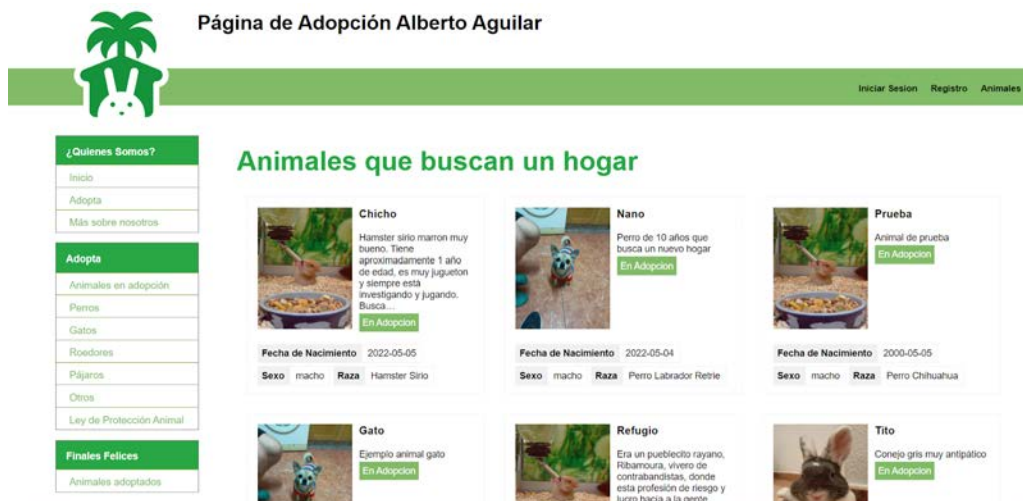 Página de Adopción Alberto Aguilar
Iniciar Sesion Registro Animales
¿Quienes Somos?
Inicio
Adopta
Más sobre nosotros
Adopta
Animales en adopción
Perros
Gatos
Roedores
Pájaros
Otros
Ley de Protección Animal
Finales Felices
Animales adoptados
Animales que buscan un hogar
Chicho
Hamster sirio marron muy
bueno. Tiene
aproximadamente 1 año
de edad, es muy jugueton
y siempre está
investigando y jugando.
Busca...
En Adopcion
Fecha de Nacimiento 2022-05-05
Sexo macho Raza Hamster Sirio
Nano
Perro de 10 años que
busca un nuevo hogar
En Adopcion
Fecha de Nacimiento 2022-05-04
Sexo macho Raza Perro Labrador Retrie
Prueba
Animal de prueba
En Adopcion
Fecha de Nacimiento 2000-05-05
Sexo macho Raza Perro Chihuahua
Gato
Ejemplo animal gato
En Adopcion
Refugio
Era un pueblecito rayano,
Ribamoura, vivero de
contrabandistas, donde
esta profesión de riesgo y
lucro hacia a la gente
Tito
Conejo gris muy antipático
En Adopcion